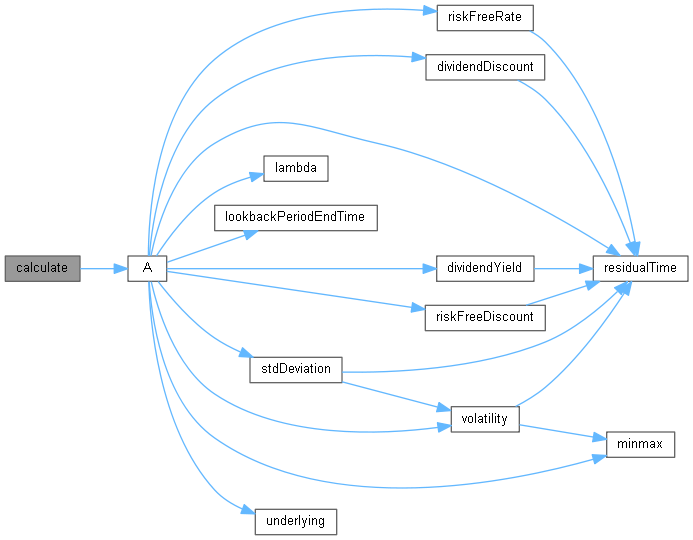 riskFreeRate
dividendDiscount
lambda
lookbackPeriodEndTime
calculate
A
dividendYield
residualTime
riskFreeDiscount
stdDeviation
volatility
minmax
underlying